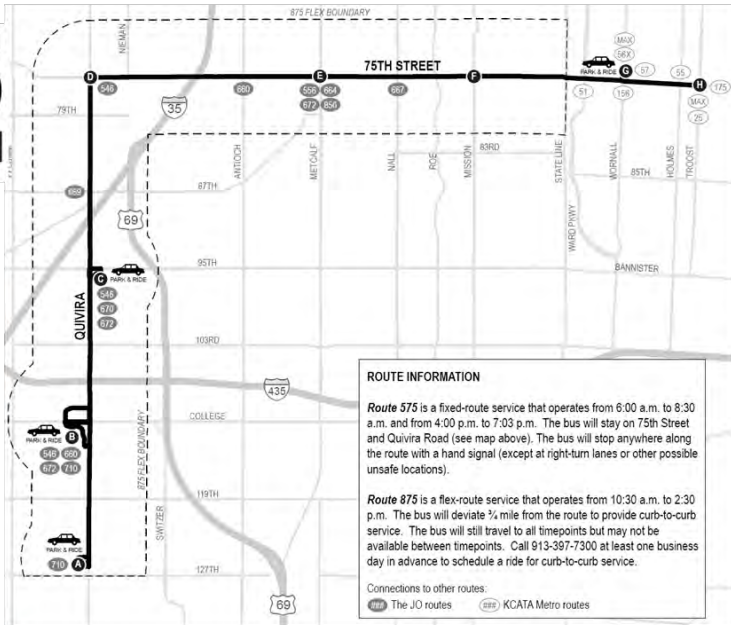 875 FLEX BOUNDARY
NIEMAN
D
E
75TH STREET
F
PARK & RIDE
G
MAX
56X
57
55
H
175
546
660
556
664
672
856
667
51
156
MAX
25
79TH
35
ANTIOCH
METCALF
NALL
ROE
MISSION
83RD
STATE LINE
WORNALL
HOLMES
TROOST
85TH
87TH
69
WARD PKWY
95TH
BANNISTER
C
PARK & RIDE
546
670
672
QUIVIRA
103RD
435
COLLEGE
B
PARK & RIDE
546
660
672
710
875 FLEX BOUNDARY
119TH
SWITZER
PARK & RIDE
710
A
127TH
69
ROUTE INFORMATION
Route 575 is a fixed-route service that operates from 6:00 a.m. to 8:30
a.m. and from 4:00 p.m. to 7:03 p.m. The bus will stay on 75th Street
and Quivira Road (see map above). The bus will stop anywhere along
the route with a hand signal (except at right-turn lanes or other possible
unsafe locations).
Route 875 is a flex-route service that operates from 10:30 a.m. to 2:30
p.m. The bus will deviate ¾ mile from the route to provide curb-to-curb
service. The bus will still travel to all timepoints but may not be
available between timepoints. Call 913-397-7300 at least one business
day in advance to schedule a ride for curb-to-curb service.
Connections to other routes:
### The JO routes
### KCATA Metro routes